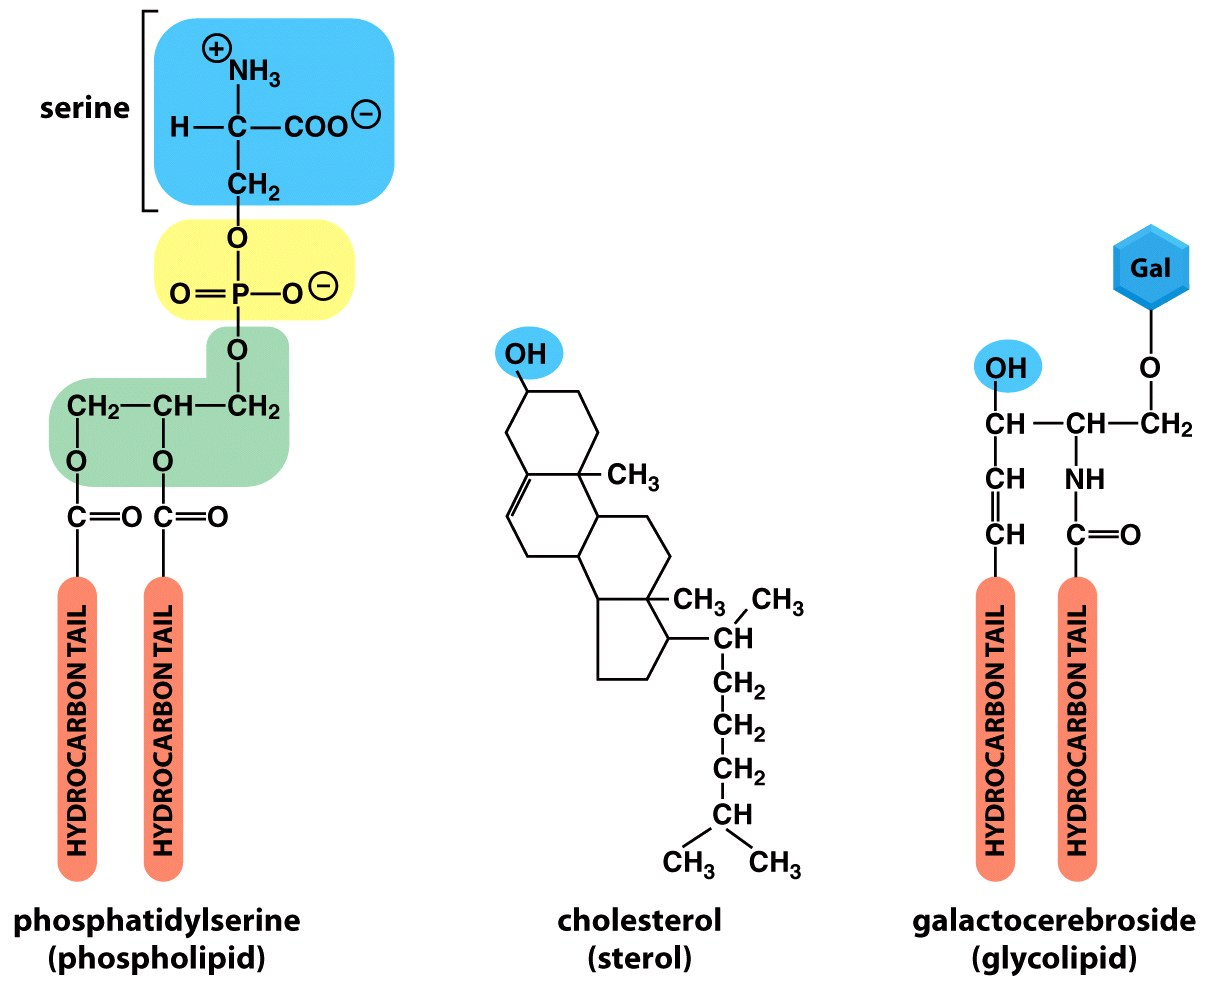 serine
⊕
NH3
H—C—COO⊖
CH2
O
O=P—O⊖
O
CH2—CH—CH2
O O
C=O C=O
HYDROCARBON TAIL
HYDROCARBON TAIL
phosphatidylserine
(phospholipid)
OH
CH3
CH3 CH3
CH
CH2
CH2
CH2
CH
CH3 CH3
cholesterol
(sterol)
Gal
OH O
CH—CH—CH2
CH NH
CH C=O
HYDROCARBON TAIL
HYDROCARBON TAIL
galactocerebroside
(glycolipid)